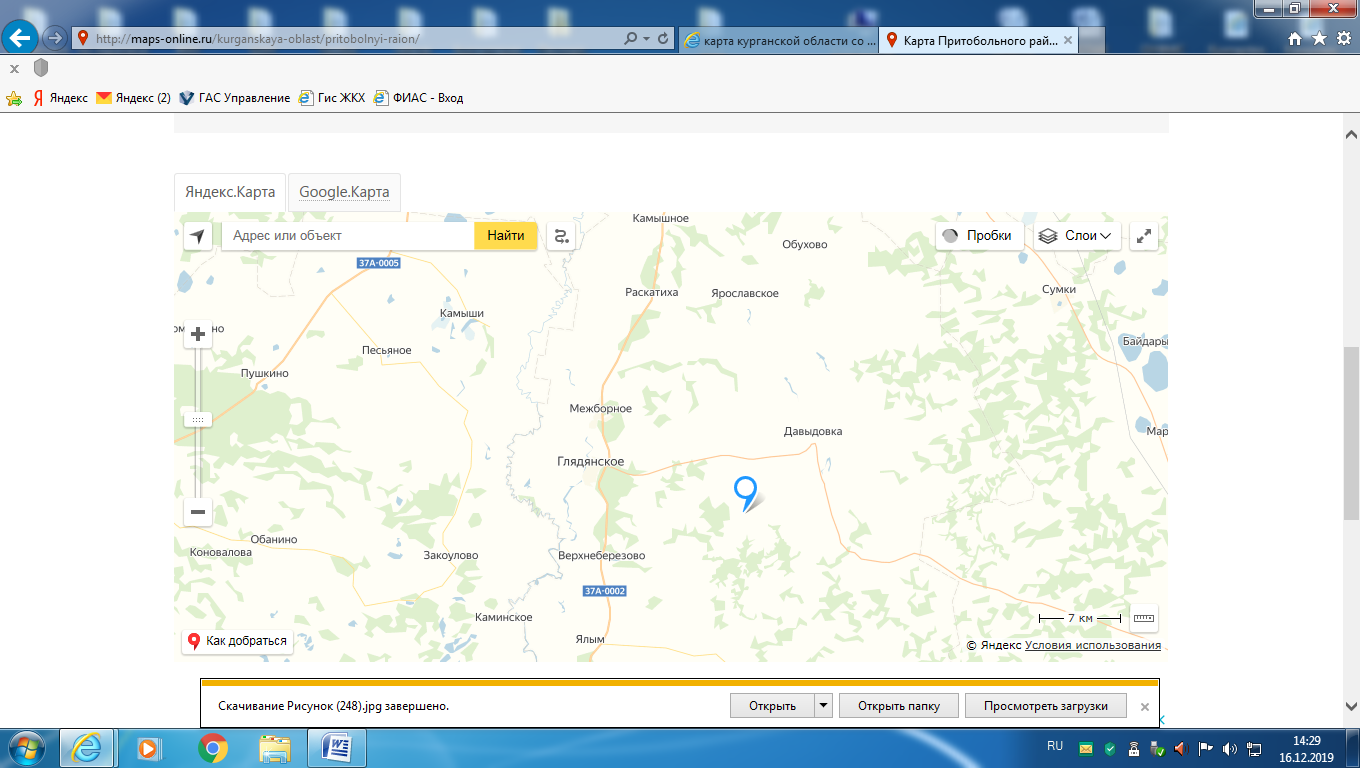 http://maps-online.ru/kurganskaya-oblast/pritobolnyi-raion/
карта курганской области со ...
Карта Притобольного рай...
Яндекс
Яндекс (2)
ГАС Управление
Гис ЖКХ
ФИАС - Вход
Яндекс.Карта
Google.Карта
Адрес или объект
Найти
Пробки
Слои
Камышное
Обухово
37А-0005
Раскатиха
Ярославское
Сумки
Камыши
Байдары
Песьяное
Пушкино
Межборное
Давыдовка
Мар
Глядянское
Обанино
Коновалова
Закоулово
Верхнеберезово
37А-0002
Каминское
7 км
Ялым
Как добраться
© Яндекс Условия использования
Скачивание Рисунок (248).jpg завершено.
Открыть
Открыть папку
Просмотреть загрузки
RU
14:29
16.12.2019